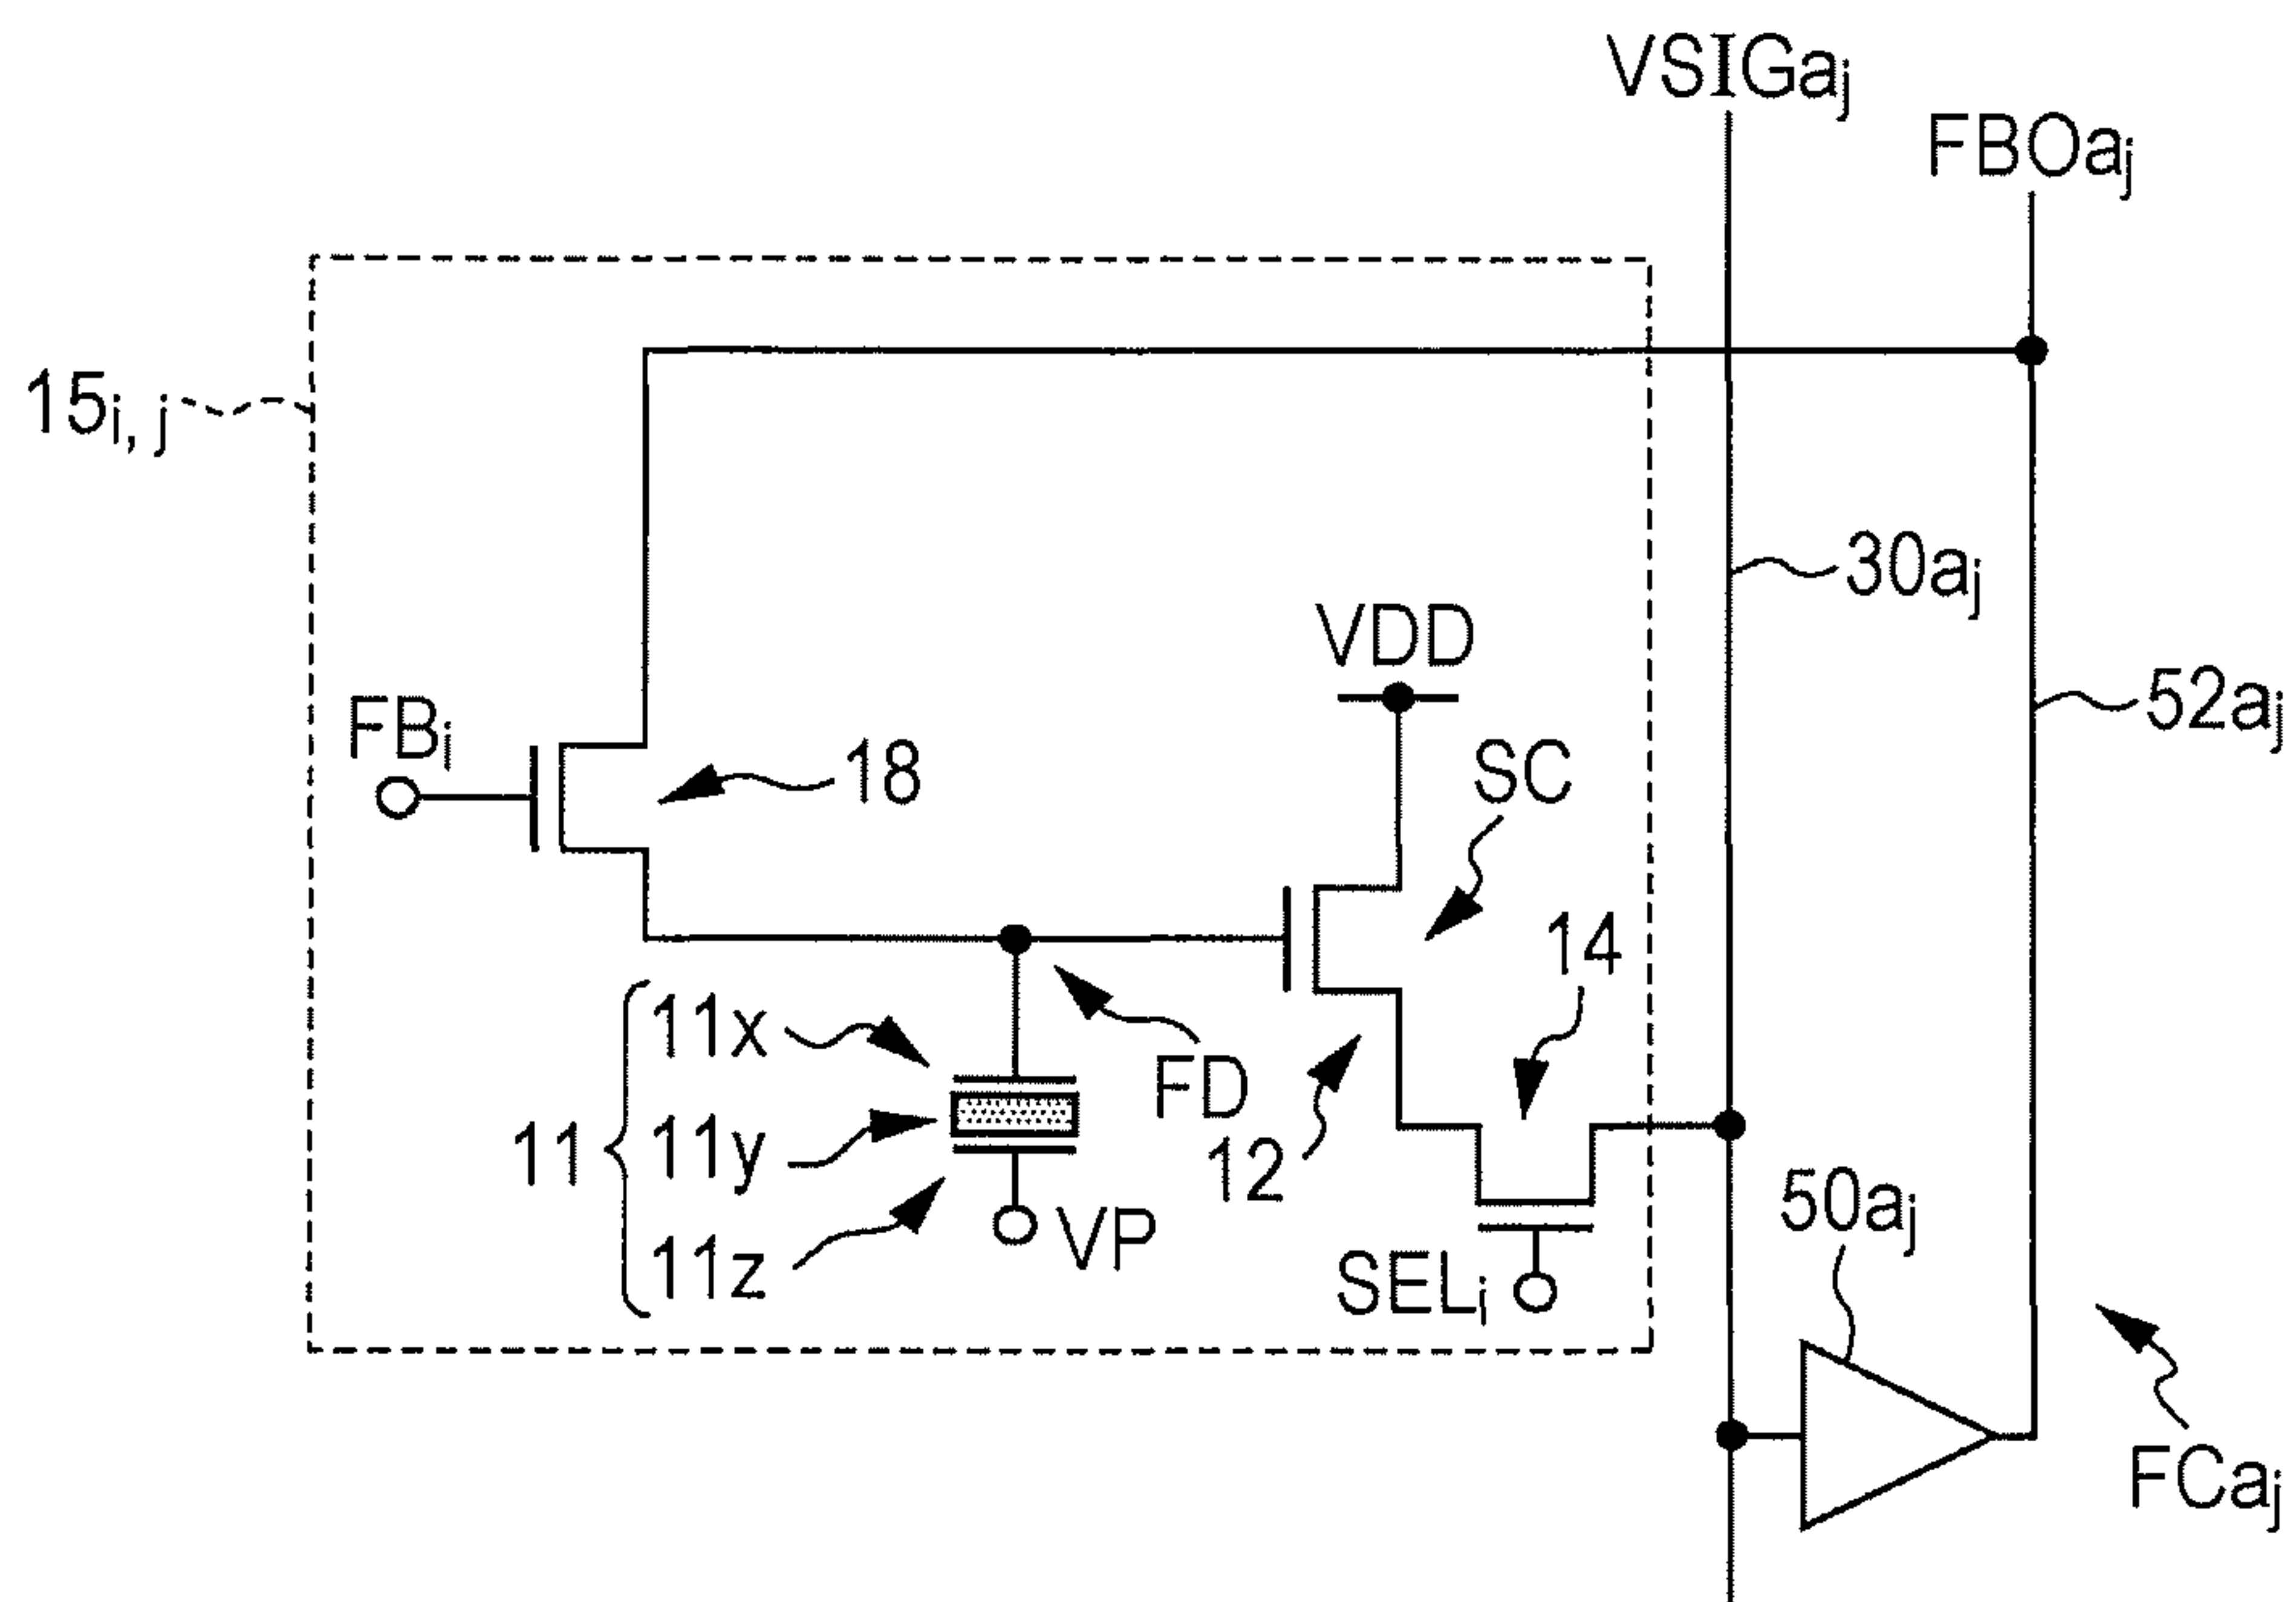 VSIGaj
FBOaj
15i, j
30aj
VDD
52aj
FBi
18
SC
14
11x
FD
11
11y
12
50aj
11z
VP
SELi
FCaj